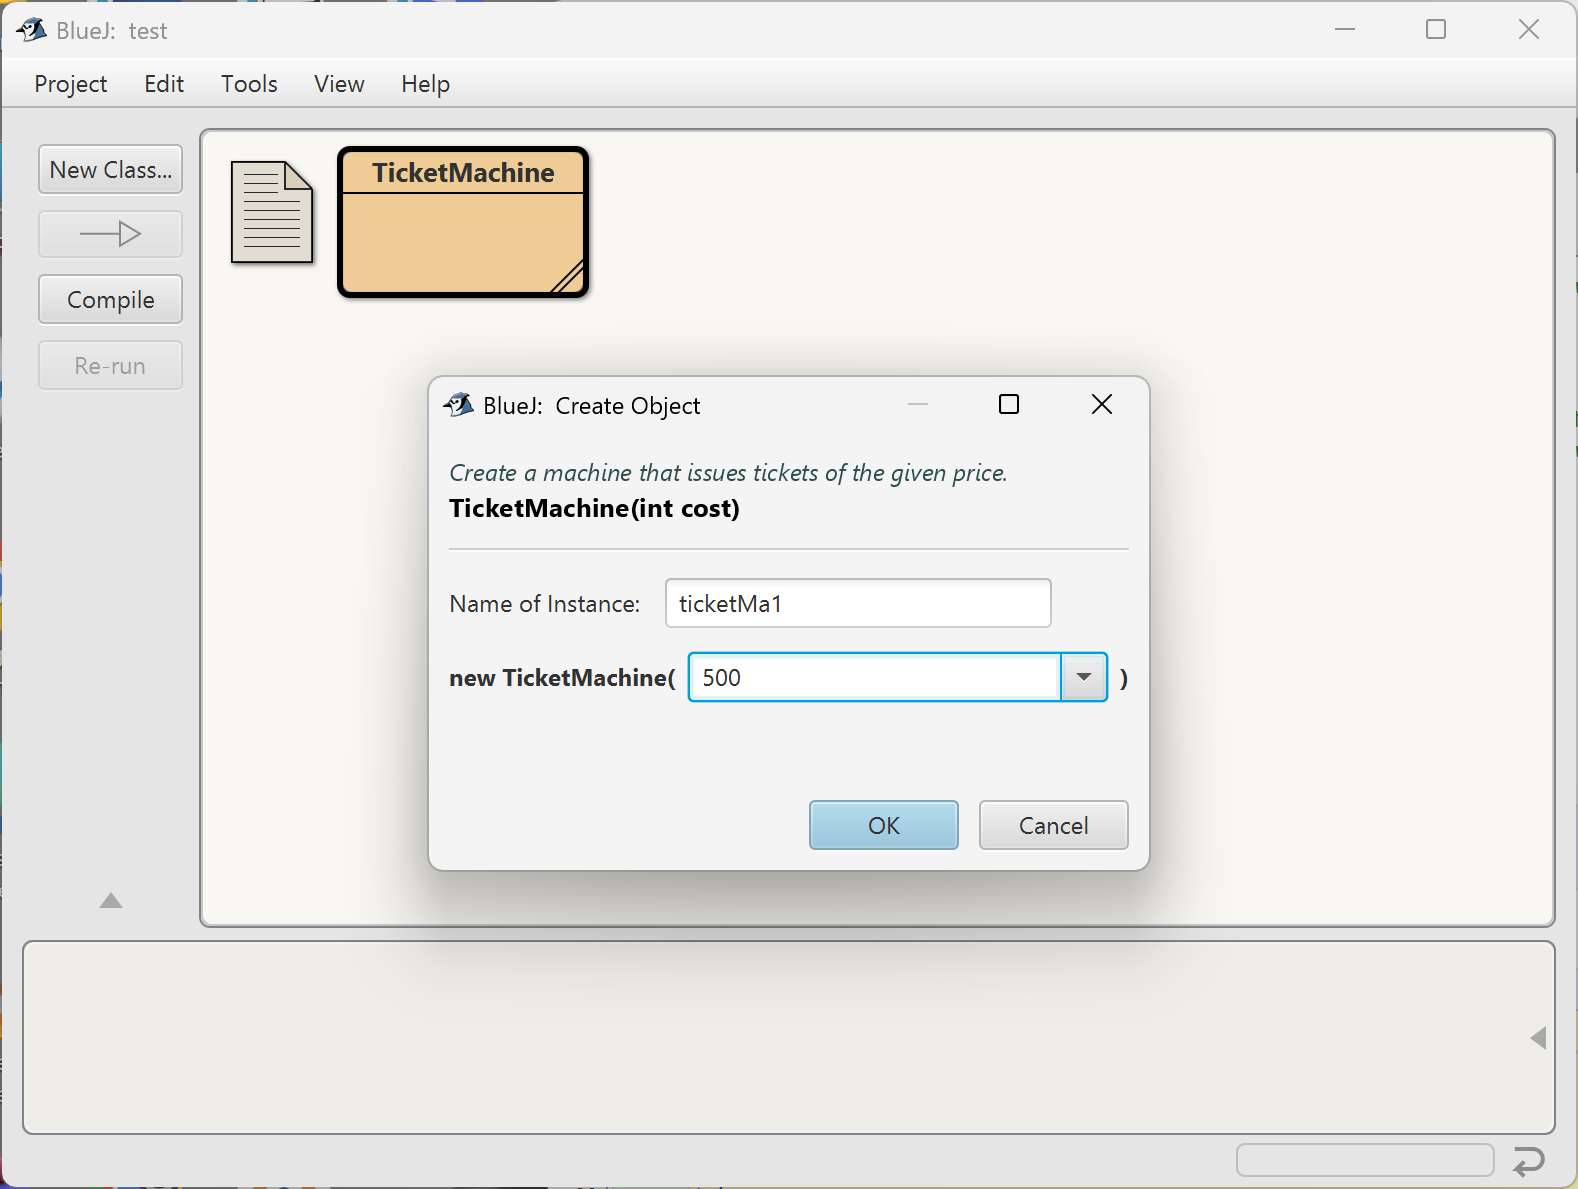 BlueJ: test
Project Edit Tools View Help
New Class...
Compile
Re-run
TicketMachine
BlueJ: Create Object
Create a machine that issues tickets of the given price.
TicketMachine(int cost)
Name of Instance: ticketMa1
new TicketMachine( 500 )
OK Cancel